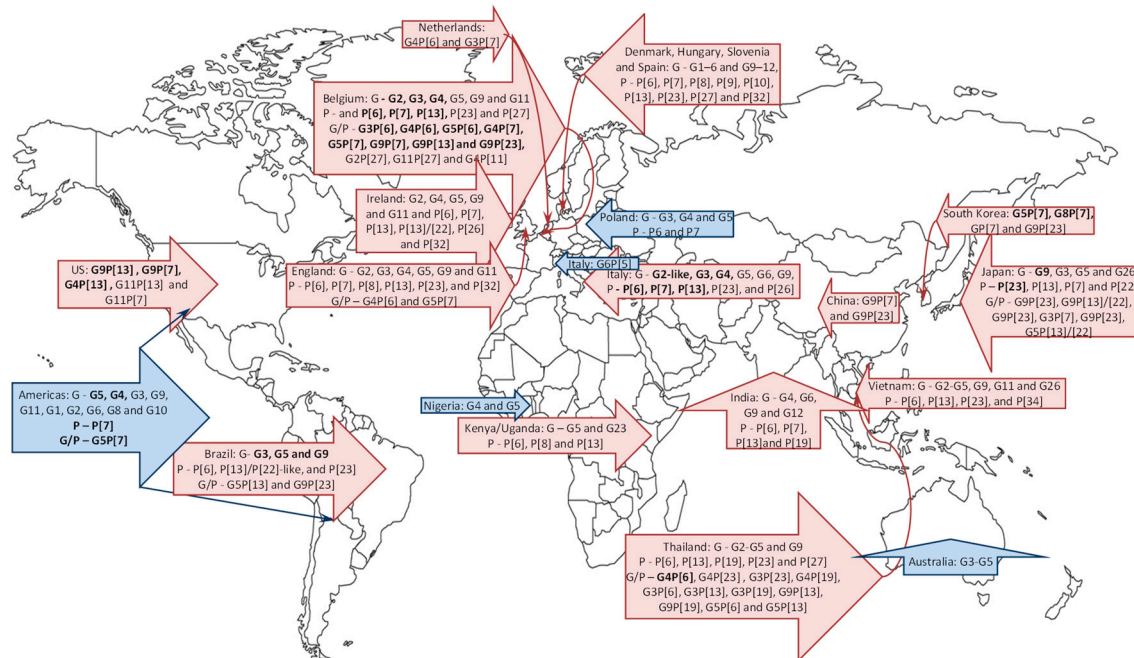 Netherlands:
G4P[6] and G3P[7]
Denmark, Hungary, Slovenia
and Spain: G - G1–6 and G9–12,
P - P[6], P[7], P[8], P[9], P[10],
P[13], P[23], P[27] and P[32]
Belgium: G - G2, G3, G4, G5, G9 and G11
P - and P[6], P[7], P[13], P[23] and P[27]
G/P - G3P[6], G4P[6], G5P[6], G4P[7],
G5P[7], G9P[7], G9P[13] and G9P[23],
G2P[27], G11P[27] and G4P[11]
Ireland: G2, G4, G5, G9
and G11 and P[6], P[7],
P[13], P[13]/[22], P[26]
and P[32]
Poland: G - G3, G4 and G5
P - P6 and P7
South Korea: G5P[7], G8P[7],
GP[7] and G9P[23]
US: G9P[13] , G9P[7],
G4P[13] , G11P[13] and
G11P[7]
England: G - G2, G3, G4, G5, G9 and G11
P - P[6], P[7], P[8], P[13], P[23], and P[32]
G/P – G4P[6] and G5P[7]
Italy: G6P[5]
Italy: G - G2-like, G3, G4, G5, G6, G9,
P - P[6], P[7], P[13], P[23], and P[26]
China: G9P[7]
and G9P[23]
Japan: G - G9, G3, G5 and G26
P – P[23], P[13], P[7] and P[22
G/P - G9P[23], G9P[13]/[22],
G9P[23], G3P[7], G9P[23],
G5P[13]/[22]
Americas: G - G5, G4, G3, G9,
G11, G1, G2, G6, G8 and G10
P – P[7]
G/P – G5P[7]
Nigeria: G4 and G5
Kenya/Uganda: G – G5 and G23
P - P[6], P[8] and P[13]
India: G - G4, G6,
G9 and G12
P - P[6], P[7],
P[13]and P[19]
Vietnam: G - G2-G5, G9, G11 and G26
P - P[6], P[13], P[23], and P[34]
Brazil: G- G3, G5 and G9
P - P[6], P[13]/P[22]-like, and P[23]
G/P - G5P[13] and G9P[23]
Thailand: G - G2-G5 and G9
P - P[6], P[13], P[19], P[23] and P[27]
G/P – G4P[6], G4P[23] , G3P[23], G4P[19],
G3P[6], G3P[13], G3P[19], G9P[13],
G9P[19], G5P[6] and G5P[13]
Australia: G3-G5